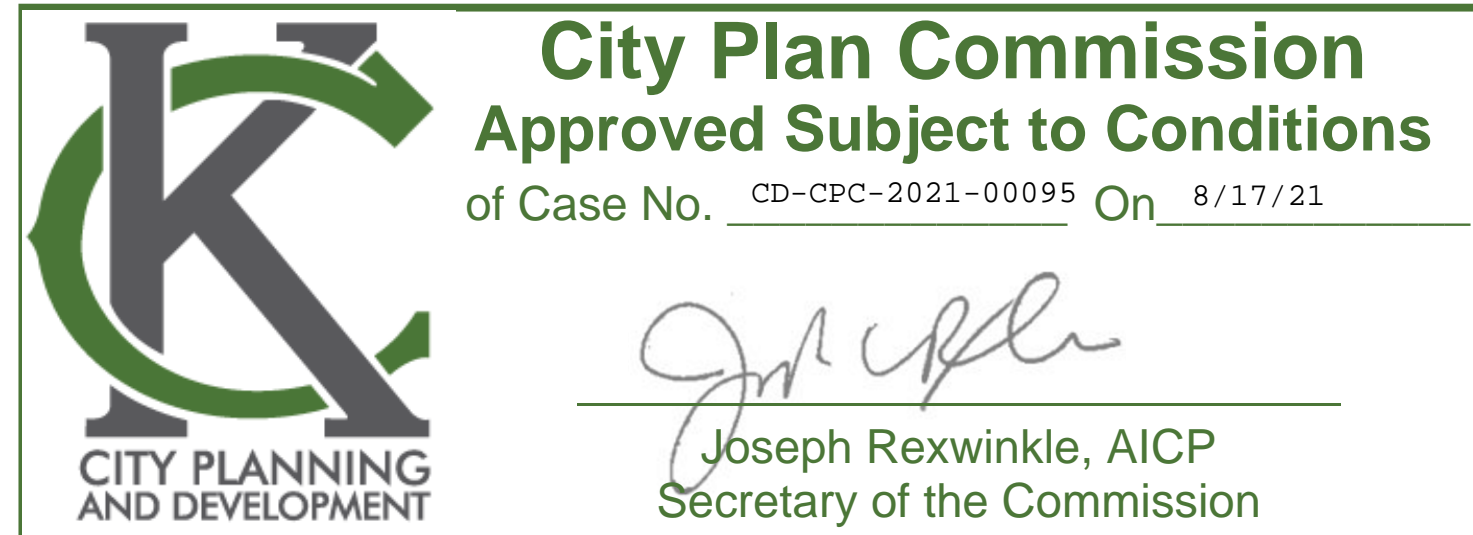 City Plan Commission
Approved Subject to Conditions
of Case No. CD-CPC-2021-00095 On 8/17/21
Joseph Rexwinkle, AICP
Secretary of the Commission
KC
CITY PLANNING
AND DEVELOPMENT